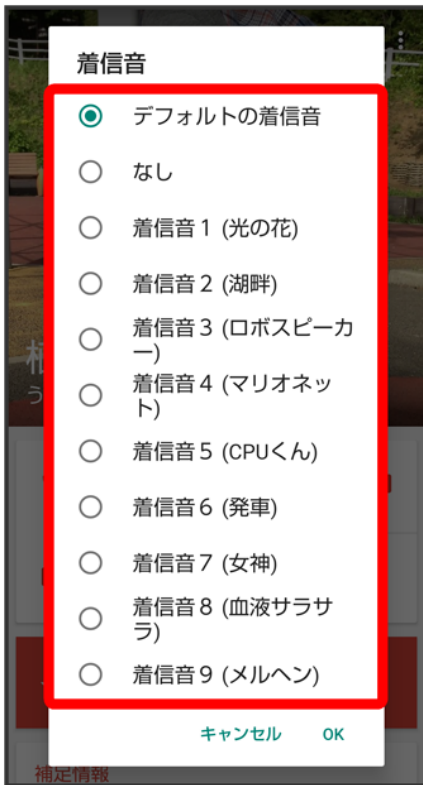 着信音
デフォルトの着信音
なし
着信音１ (光の花)
着信音２ (湖畔)
着信音３ (ロボスピーカ
ー)
着信音４ (マリオネッ
ト)
着信音５ (CPUくん)
着信音６ (発車)
着信音７ (女神)
着信音８ (血液サラサ
ラ)
着信音９ (メルヘン)
キャンセル OK
補足情報